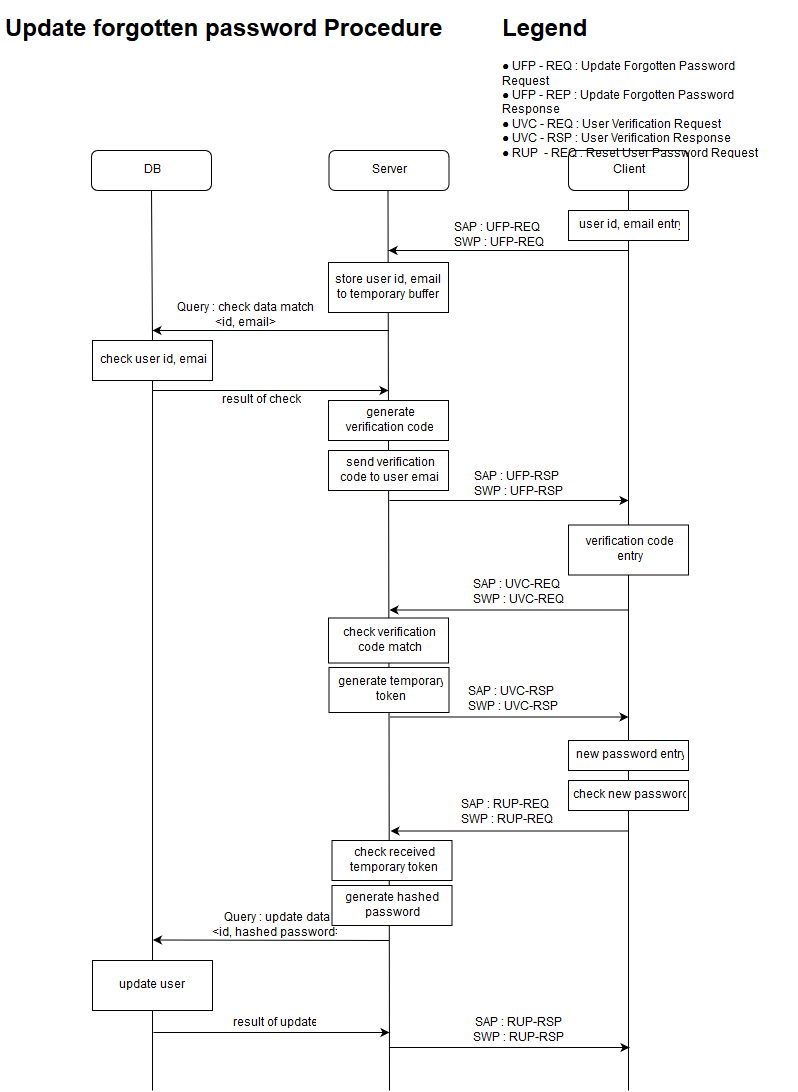 Update forgotten password Procedure
Legend
● UFP - REQ : Update Forgotten Password
Request
● UFP - REP : Update Forgotten Password
Response
● UVC - REQ : User Verification Request
● UVC - RSP : User Verification Response
● RUP - REQ : Reset User Password Request
DB
Server
Client
user id, email entry
SAP : UFP-REQ
SWP : UFP-REQ
store user id, email
to temporary buffer
Query : check data match
<id, email>
check user id, emai
result of check
generate
verification code
send verification
code to user emai
SAP : UFP-RSP
SWP : UFP-RSP
verification code
entry
SAP : UVC-REQ
SWP : UVC-REQ
check verification
code match
generate temporary
token
SAP : UVC-RSP
SWP : UVC-RSP
new password entry
check new password
SAP : RUP-REQ
SWP : RUP-REQ
check received
temporary token
generate hashed
password
Query : update data
<id, hashed password>
update user
result of update
SAP : RUP-RSP
SWP : RUP-RSP